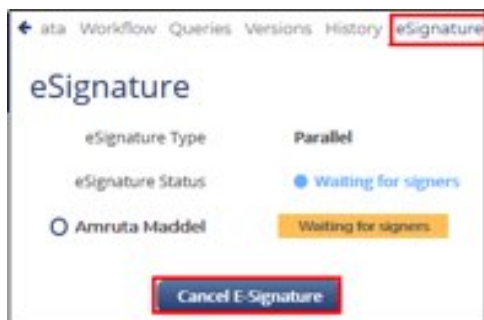 ata Workflow Queries Versions History eSignature
eSignature
eSignature Type Parallel
eSignature Status Waiting for signers
Amruta Maddel Waiting for signers
Cancel E-Signature